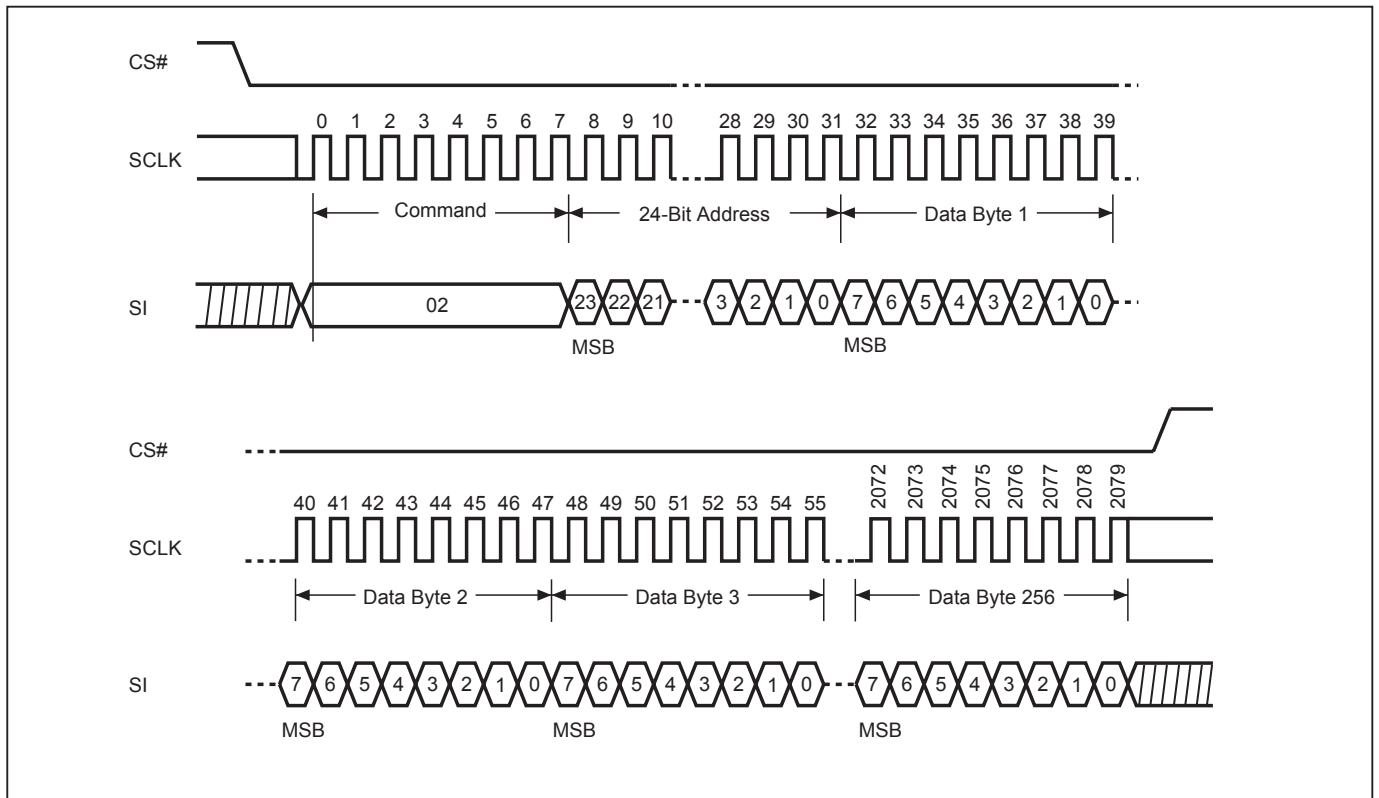 CS#
0 1 2 3 4 5 6 7 8 9 10 28 29 30 31 32 33 34 35 36 37 38 39
SCLK
Command 24-Bit Address Data Byte 1
SI 02 23 22 21 3 2 1 0 7 6 5 4 3 2 1 0
MSB MSB
CS#
2072 2073 2074 2075 2076 2077 2078 2079
40 41 42 43 44 45 46 47 48 49 50 51 52 53 54 55
SCLK
Data Byte 2 Data Byte 3 Data Byte 256
SI 7 6 5 4 3 2 1 0 7 6 5 4 3 2 1 0 7 6 5 4 3 2 1 0
MSB MSB MSB